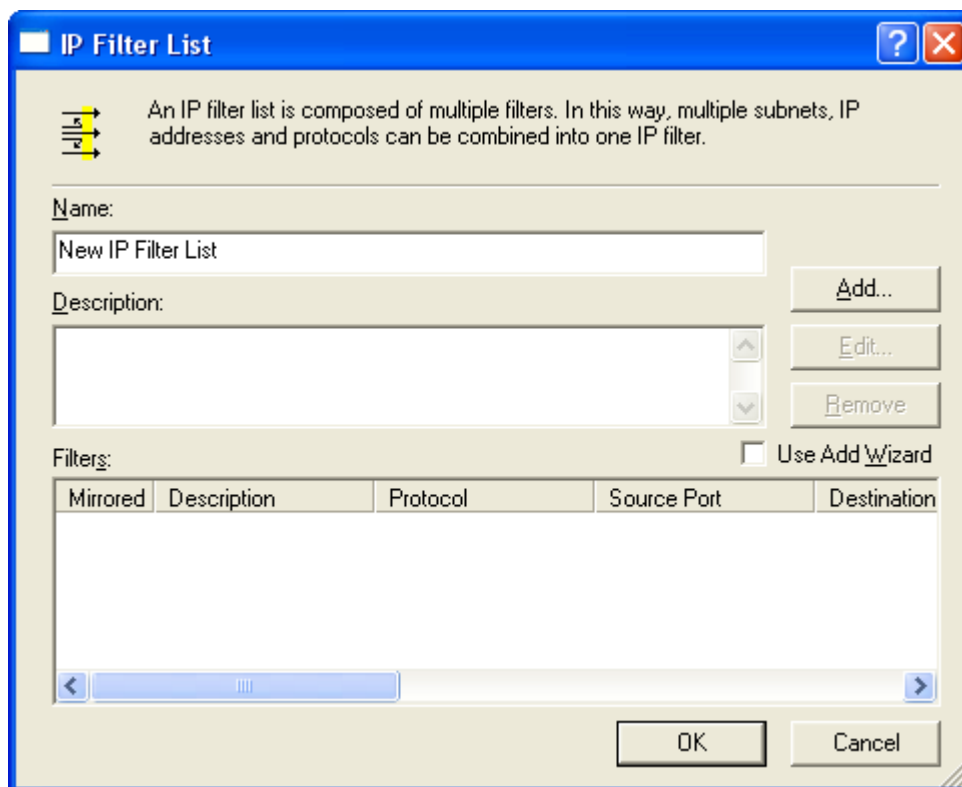 IP Filter List
An IP filter list is composed of multiple filters. In this way, multiple subnets, IP
addresses and protocols can be combined into one IP filter.
Name:
New IP Filter List
Add...
Description:
Edit...
Remove
Filters:
Use Add Wizard
Mirrored Description Protocol Source Port Destination
OK Cancel